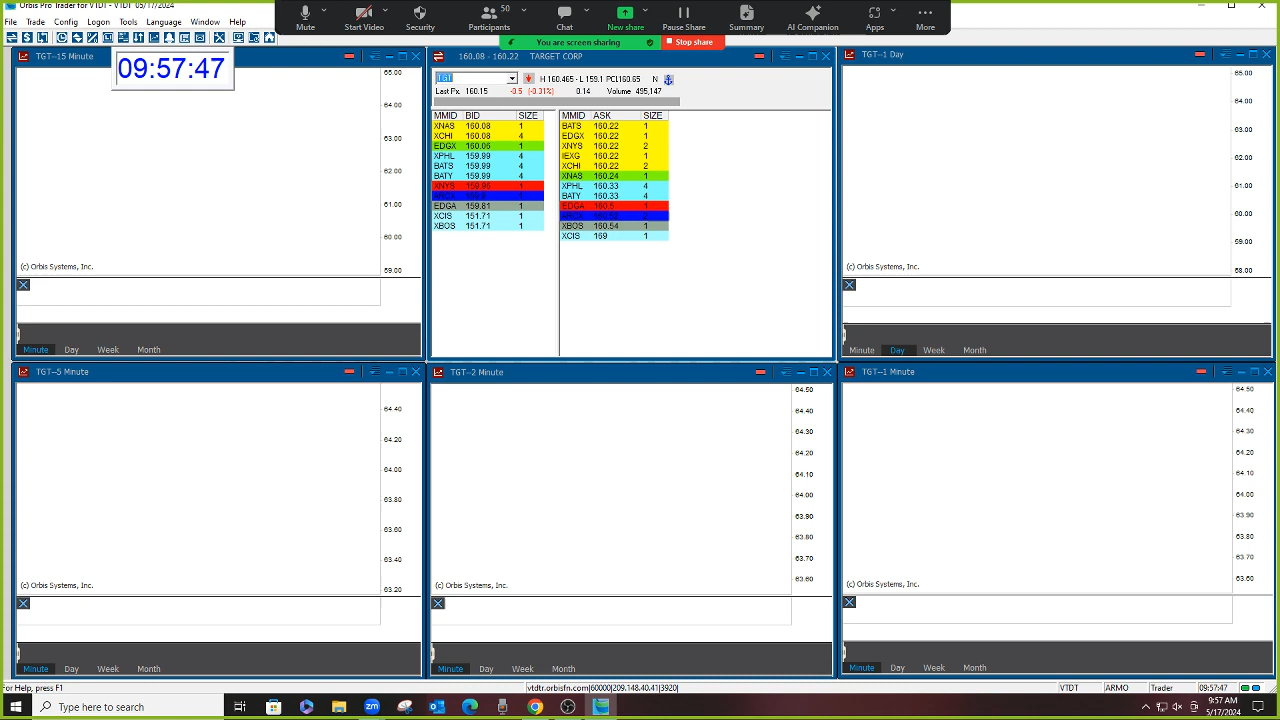 Orbis Pro Trader for VTDT - 05/17/2024
File Trade Config Logon Tools Language Window Help
Mute
Start Video
Security
50
Participants
Chat
New share
Pause Share
Summary
AI Companion
Apps
More
You are screen sharing
Stop share
TGT--15 Minute
09:57:47
65.00
64.00
63.00
62.00
61.00
60.00
59.00
(c) Orbis Systems, Inc.
Minute Day Week Month
160.08 - 160.22 TARGET CORP
TGT
H 160.465 - L 159.1 PCl160.65 N
Last Px. 160.15 -0.5 (-0.31%) 0.14 Volume 495,147
MMID BID SIZE
XNAS 160.08 1
XCHI 160.08 4
EDGX 160.06 1
XPHL 159.99 4
BATS 159.99 4
BATY 159.99 4
XNYS 159.96 1
EDGA 159.81 1
XCIS 151.71 1
XBOS 151.71 1
MMID ASK SIZE
BATS 160.22 1
EDGX 160.22 1
XNYS 160.22 2
IEXG 160.22 1
XCHI 160.22 2
XNAS 160.24 1
XPHL 160.33 4
BATY 160.33 4
EDGA 160.5 1
XBOS 160.54 1
XCIS 169 1
TGT--1 Day
65.00
64.00
63.00
62.00
61.00
60.00
59.00
58.00
(c) Orbis Systems, Inc.
Minute Day Week Month
TGT--5 Minute
64.40
64.20
64.00
63.80
63.60
63.40
63.20
(c) Orbis Systems, Inc.
Minute Day Week Month
TGT--2 Minute
64.50
64.40
64.30
64.20
64.10
64.00
63.90
63.80
63.70
63.60
(c) Orbis Systems, Inc.
Minute Day Week Month
TGT--1 Minute
64.50
64.40
64.30
64.20
64.10
64.00
63.90
63.80
63.70
63.60
(c) Orbis Systems, Inc.
Minute Day Week Month
For Help, press F1
vtdtr.orbisfn.com|60000|209.148.40.41|3920|
VTDT ARMO Trader 09:57:47
Type here to search
9:57 AM
5/17/2024